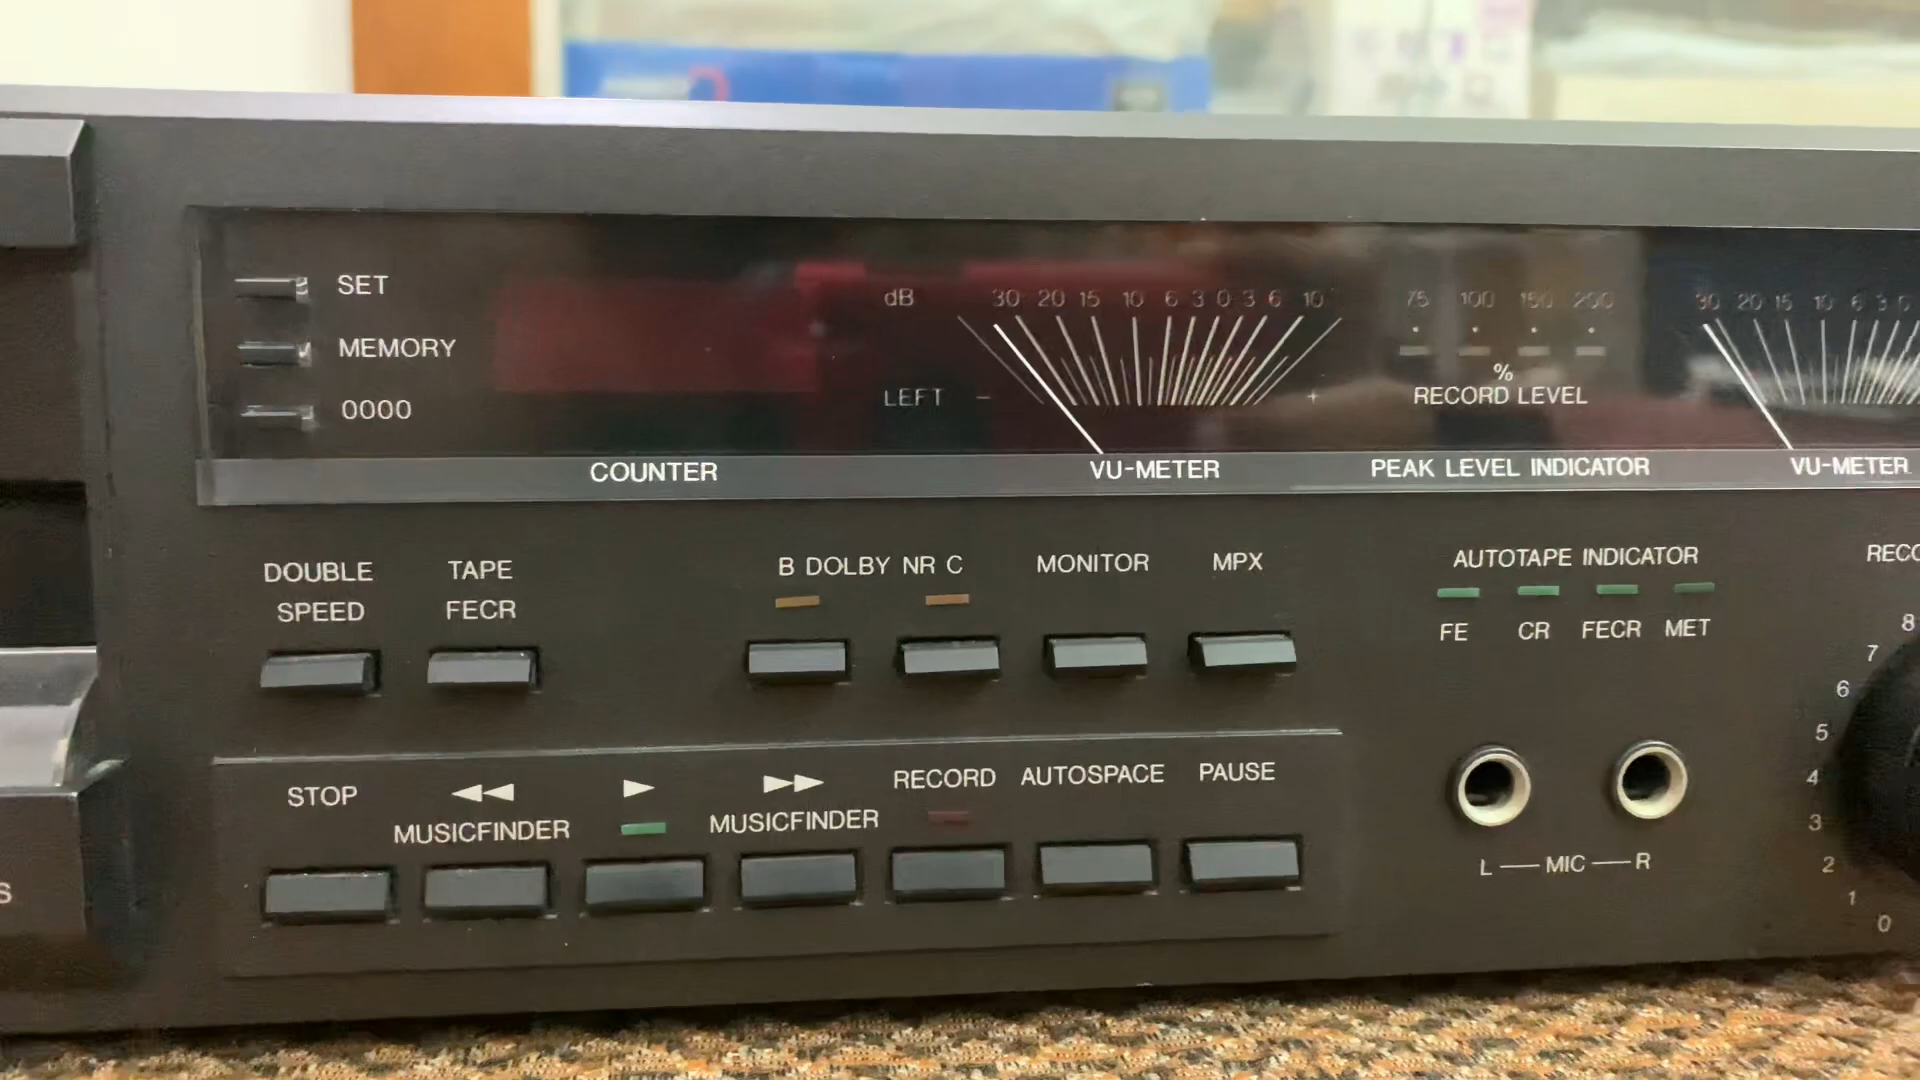 SET
MEMORY
0000
COUNTER
dB 30 20 15 10 6 3 0 3 6 10
LEFT − +
VU-METER
75 100 150 200
%
RECORD LEVEL
PEAK LEVEL INDICATOR
30 20 15 10 6 3 0
VU-METER
DOUBLE
SPEED
TAPE
FECR
B DOLBY NR C
MONITOR
MPX
AUTOTAPE INDICATOR
FE CR FECR MET
STOP
MUSICFINDER
MUSICFINDER
RECORD
AUTOSPACE
PAUSE
L — MIC — R
8
7
6
5
4
3
2
1
0